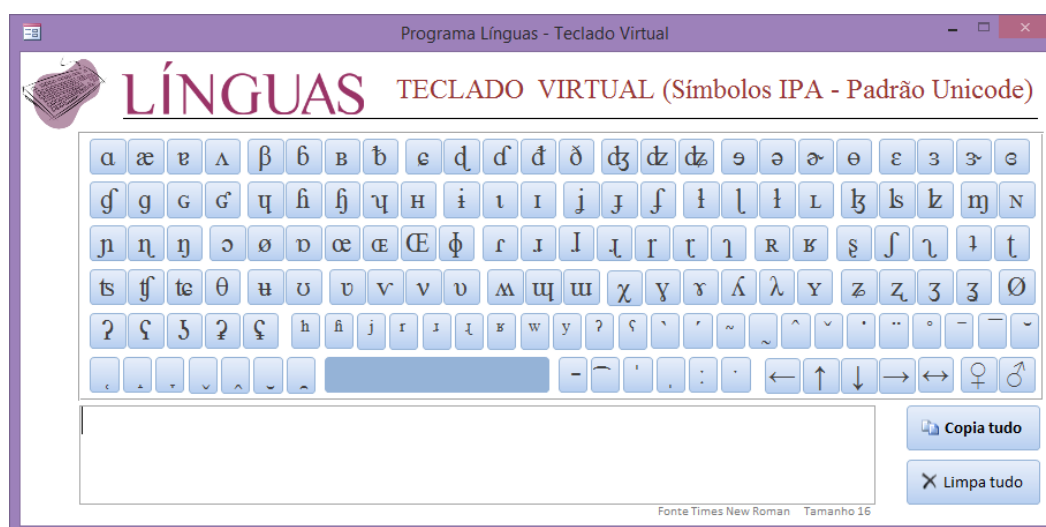 Programa Línguas - Teclado Virtual
LÍNGUAS TECLADO VIRTUAL (Símbolos IPA - Padrão Unicode)
ɑ æ ɐ ʌ β ɓ ʙ ƀ ɕ ɖ ɗ đ ð ʤ ʣ ʥ ɘ ə ɚ ɵ ɛ ɜ ɝ ɞ
ɠ ɡ ɢ ʛ ɥ ɦ ɧ ʮ ʜ ɨ ɩ ɪ ʝ ɟ ʄ ɫ ɭ ɫ ʟ ɮ ʪ ʫ ɱ ɴ
ɲ ɳ ŋ ɔ ø ɒ œ ɶ Œ ɸ ɾ ɹ ɺ ɻ ɼ ɽ ʅ ʀ ʁ ʂ ʃ ʅ ʇ ʈ
ʦ ʧ ʨ θ ʉ ʊ ʋ ⱱ v ʋ ʍ ɰ ɯ χ ɣ ɤ ʎ λ ʏ ʑ ʐ ʒ ʓ Ø
ʔ ʕ ʖ ʡ ʢ ʰ ʱ ʲ ʳ ʴ ʵ ʶ ʷ ʸ ˀ ˁ ˋ ˊ ~ ˷ ˆ ˇ ˙ ¨ ° ˉ ¯ ˘
- ͡ ˈ ˌ : · ← ↑ ↓ → ↔ ♀ ♂
Copia tudo
Limpa tudo
Fonte Times New Roman Tamanho 16